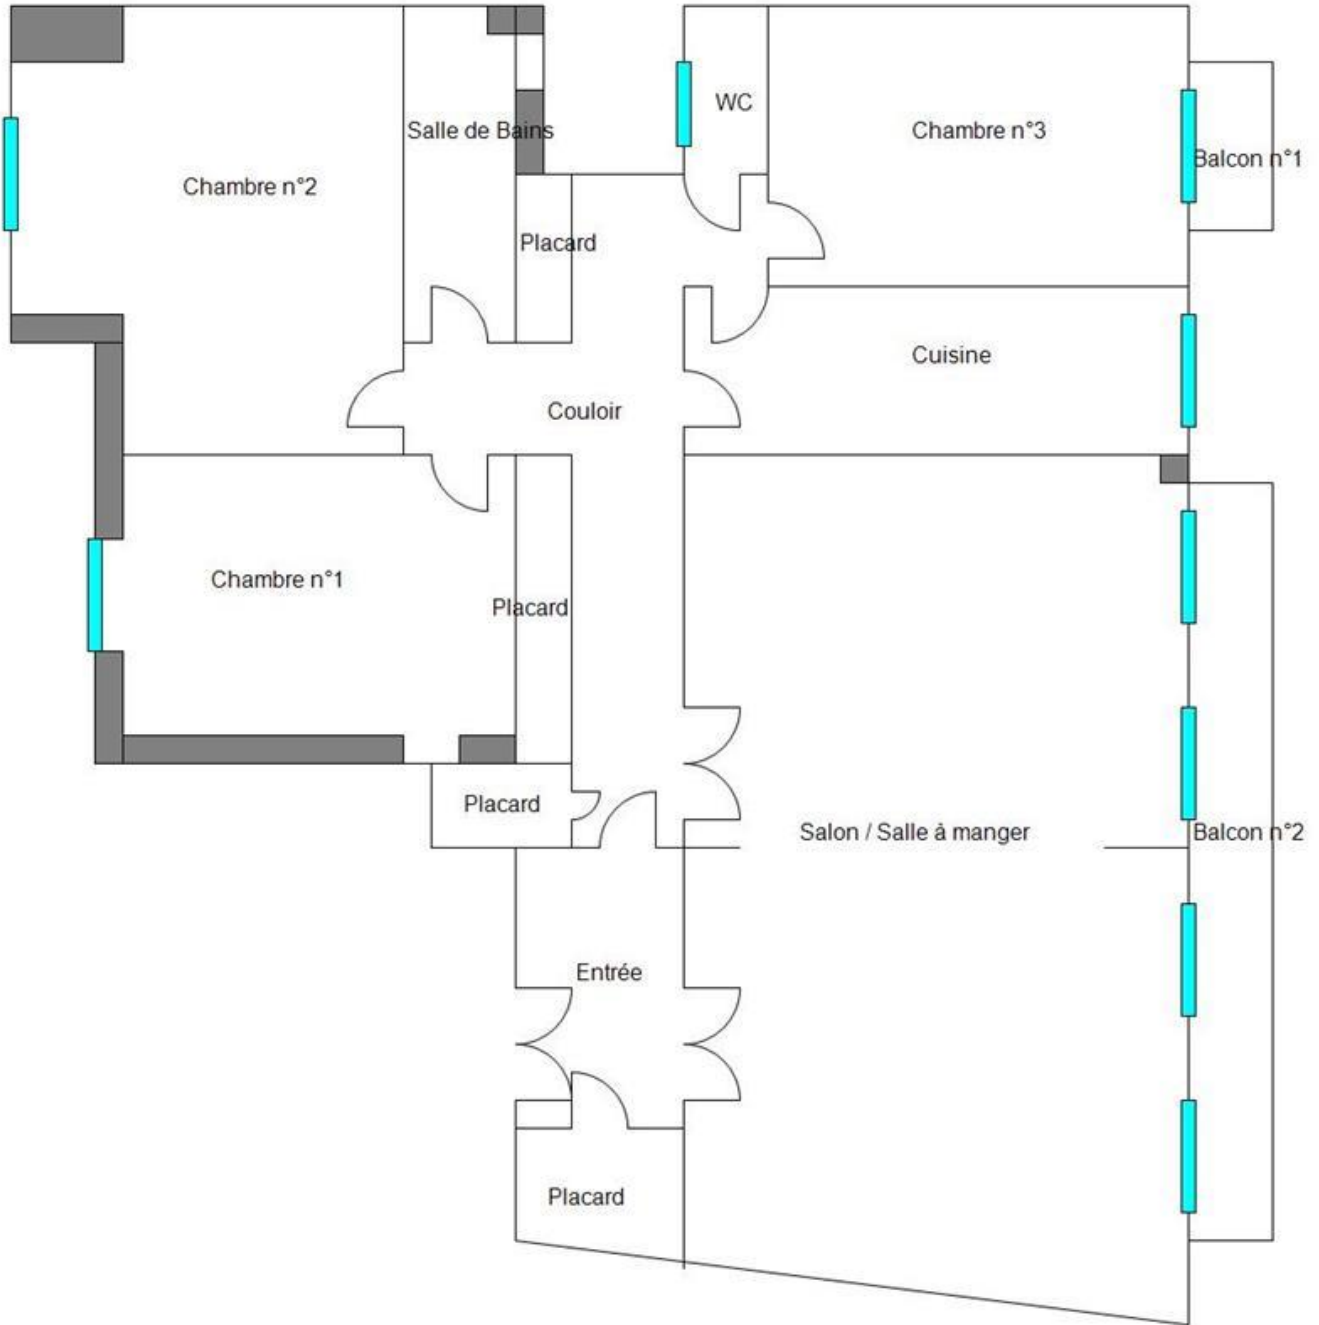 WC
Salle de Bains
Chambre n°3
Balcon n°1
Chambre n°2
Placard
Cuisine
Couloir
Chambre n°1
Placard
Placard
Salon / Salle à manger
Balcon n°2
Entrée
Placard